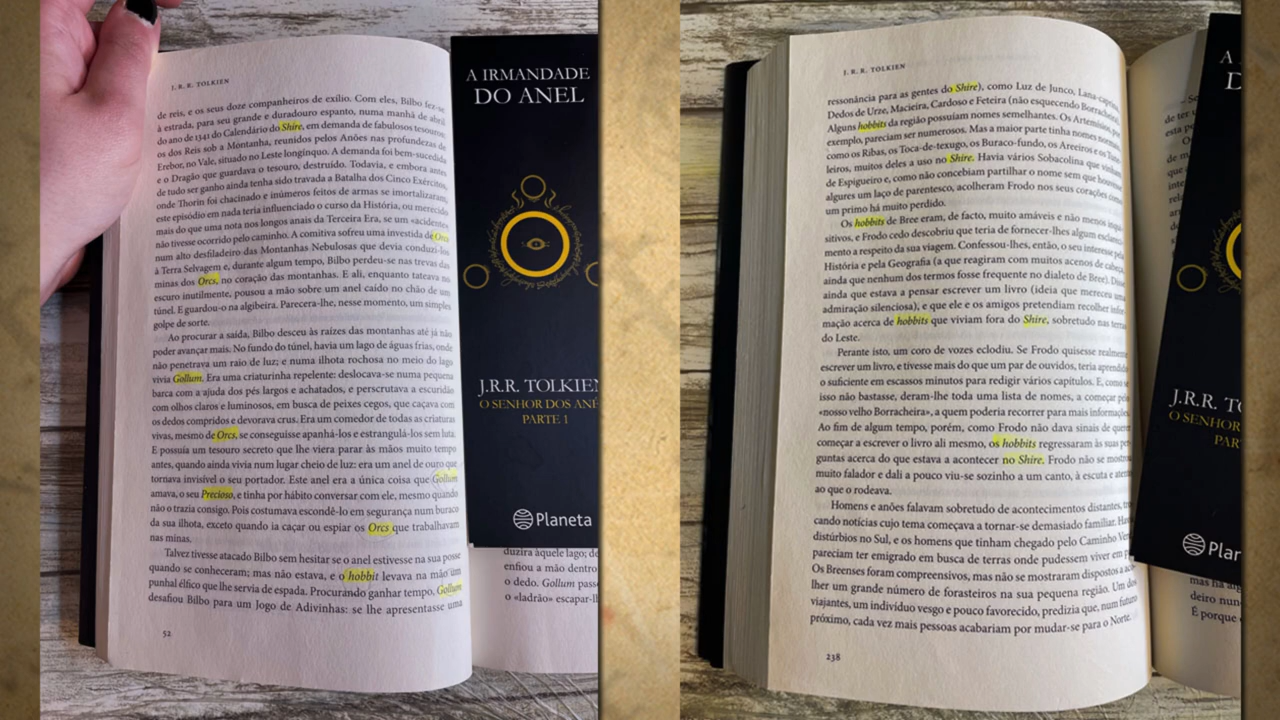 J. R. R. TOLKIEN
de reis, e os seus doze companheiros de exílio. Com eles, Bilbo fez-se
à estrada, para seu grande e duradouro espanto, numa manhã de abril
do ano de 1341 do Calendário do Shire, em demanda de fabulosos tesouros
os dos Reis sob a Montanha, reunidos pelos Anões nas profundezas de
Erebor, no Vale, situado no Leste longínquo. A demanda foi bem-sucedida
e o Dragão que guardava o tesouro, destruído. Todavia, e embora antes
de tudo ser ganho ainda tenha sido travada a Batalha dos Cinco Exércitos,
onde Thorin foi chacinado e inúmeros feitos de armas se imortalizaram,
este episódio em nada teria influenciado o curso da História, ou merecido
mais do que uma nota nos longos anais da Terceira Era, se um «acidente»
não tivesse ocorrido pelo caminho. A comitiva sofreu uma investida de Orcs
num alto desfiladeiro das Montanhas Nebulosas que devia conduzi-los
à Terra Selvagem e, durante algum tempo, Bilbo perdeu-se nas trevas das
minas dos Orcs, no coração das montanhas. E ali, enquanto tateava no
escuro inutilmente, pousou a mão sobre um anel caído no chão de um
túnel. E guardou-o na algibeira. Parecera-lhe, nesse momento, um simples
golpe de sorte.
Ao procurar a saída, Bilbo desceu às raízes das montanhas até já não
poder avançar mais. No fundo do túnel, havia um lago de águas frias, onde
não penetrava um raio de luz; e numa ilhota rochosa no meio do lago
vivia Gollum. Era uma criaturinha repelente: deslocava-se numa pequena
barca com a ajuda dos pés largos e achatados, e perscrutava a escuridão
com olhos claros e luminosos, em busca de peixes cegos, que caçava com
os dedos compridos e devorava crus. Era um comedor de todas as criaturas
vivas, mesmo de Orcs, se conseguisse apanhá-los e estrangulá-los sem luta.
E possuía um tesouro secreto que lhe viera parar às mãos muito tempo
antes, quando ainda vivia num lugar cheio de luz: era um anel de ouro que
tornava invisível o seu portador. Este anel era a única coisa que Gollum
amava, o seu Precioso, e tinha por hábito conversar com ele, mesmo quando
não o trazia consigo. Pois costumava escondê-lo em segurança num buraco
da sua ilhota, exceto quando ia caçar ou espiar os Orcs que trabalhavam
nas minas.
Talvez tivesse atacado Bilbo sem hesitar se o anel estivesse na sua posse
quando se conheceram; mas não estava, e o hobbit levava na mão um
punhal élfico que lhe servia de espada. Procurando ganhar tempo, Gollum
desafiou Bilbo para um Jogo de Adivinhas: se lhe apresentasse uma
52
A IRMANDADE
DO ANEL
J.R.R. TOLKIEN
O SENHOR DOS ANÉ
PARTE 1
Planeta
duzira àquele lago; de
enfiou a mão dentro
o dedo. Gollum pass
o «ladrão» escapar-l
J. R. R. TOLKIEN
ressonância para as gentes do Shire), como Luz de Junco, Lana-caprina,
Dedos de Urze, Macieira, Cardoso e Feteira (não esquecendo Borracheira).
Alguns hobbits da região possuíam nomes semelhantes. Os Artemísios, por
exemplo, pareciam ser numerosos. Mas a maior parte tinha nomes
como os Ribas, os Toca-de-texugo, os Buraco-fundo, os Areeiros e os
leiros, muitos deles a uso no Shire. Havia vários Sobacolina que vinham
de Espigueiro e, como não concebiam partilhar o nome sem que houvesse
algures um laço de parentesco, acolheram Frodo nos seus corações como
um primo há muito perdido.
Os hobbits de Bree eram, de facto, muito amáveis e não menos inqui-
sitivos, e Frodo cedo descobriu que teria de fornecer-lhes algum esclareci-
mento a respeito da sua viagem. Confessou-lhes, então, o seu interesse pela
História e pela Geografia (a que reagiram com muitos acenos de cabeça,
ainda que nenhum dos termos fosse frequente no dialeto de Bree). Disse
ainda que estava a pensar escrever um livro (ideia que mereceu uma
admiração silenciosa), e que ele e os amigos pretendiam recolher infor-
mação acerca de hobbits que viviam fora do Shire, sobretudo nas terras
do Leste.
Perante isto, um coro de vozes eclodiu. Se Frodo quisesse realmente
escrever um livro, e tivesse mais do que um par de ouvidos, teria aprendido
o suficiente em escassos minutos para redigir vários capítulos. E, como se
isso não bastasse, deram-lhe toda uma lista de nomes, a começar pelo
«nosso velho Borracheira», a quem poderia recorrer para mais informações.
Ao fim de algum tempo, porém, como Frodo não dava sinais de querer
começar a escrever o livro ali mesmo, os hobbits regressaram às suas per-
guntas acerca do que estava a acontecer no Shire. Frodo não se mostrou
muito falador e dali a pouco viu-se sozinho a um canto, à escuta e atento
ao que o rodeava.
Homens e anões falavam sobretudo de acontecimentos distantes, tro-
cando notícias cujo tema começava a tornar-se demasiado familiar. Havia
distúrbios no Sul, e os homens que tinham chegado pelo Caminho Verde
pareciam ter emigrado em busca de terras onde pudessem viver em paz.
Os Breenses foram compreensivos, mas não se mostraram dispostos a aco-
lher um grande número de forasteiros na sua pequena região. Um dos
viajantes, um indivíduo vesgo e pouco favorecido, predizia que, num futuro
próximo, cada vez mais pessoas acabariam por mudar-se para o Norte.
238
A
D
J.R.R. TO
O SENHOR
PAR
Plan
mas há alg
deiro nun
É porque